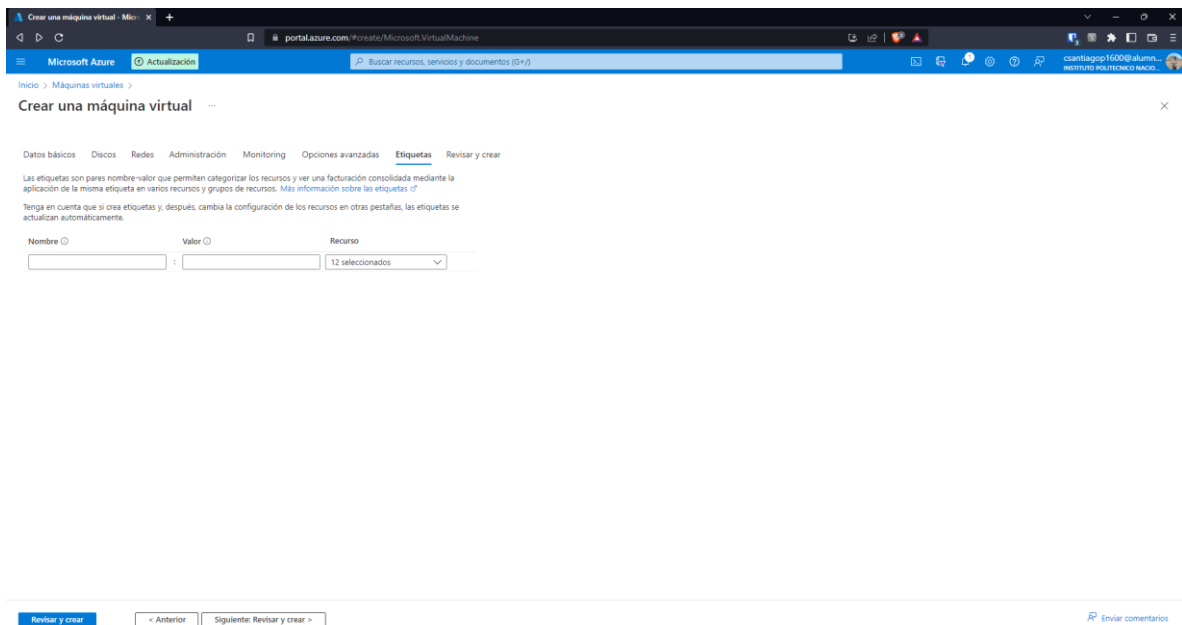 Crear una máquina virtual - Micr
portal.azure.com/#create/Microsoft.VirtualMachine
Microsoft Azure
Actualización
Buscar recursos, servicios y documentos (G+/)
1
csantiagop1600@alumn...
INSTITUTO POLITECNICO NACIO...
Inicio > Máquinas virtuales >
Crear una máquina virtual ...
Datos básicos Discos Redes Administración Monitoring Opciones avanzadas Etiquetas Revisar y crear
Las etiquetas son pares nombre-valor que permiten categorizar los recursos y ver una facturación consolidada mediante la
aplicación de la misma etiqueta en varios recursos y grupos de recursos. Más información sobre las etiquetas
Tenga en cuenta que si crea etiquetas y, después, cambia la configuración de los recursos en otras pestañas, las etiquetas se
actualizan automáticamente.
Nombre Valor Recurso
: 12 seleccionados
Revisar y crear < Anterior Siguiente: Revisar y crear > Enviar comentarios